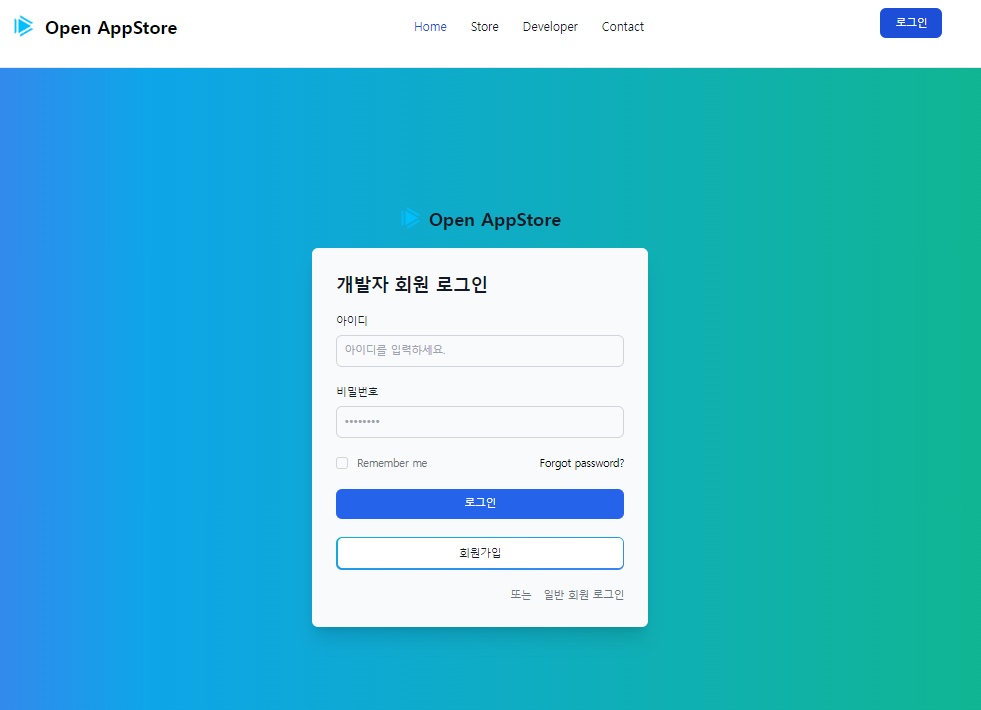 Open AppStore
Home Store Developer Contact
로그인
Open AppStore
개발자 회원 로그인
아이디
아이디를 입력하세요.
비밀번호
••••••••
Remember me Forgot password?
로그인
회원가입
또는 일반 회원 로그인